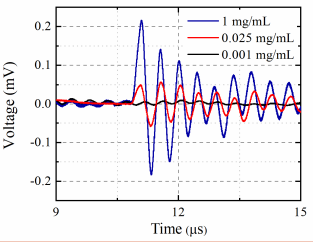 1 mg/mL
0.025 mg/mL
0.001 mg/mL
Voltage (mV)
0.2
0.1
0.0
-0.1
-0.2
9 12 15
Time (μS)